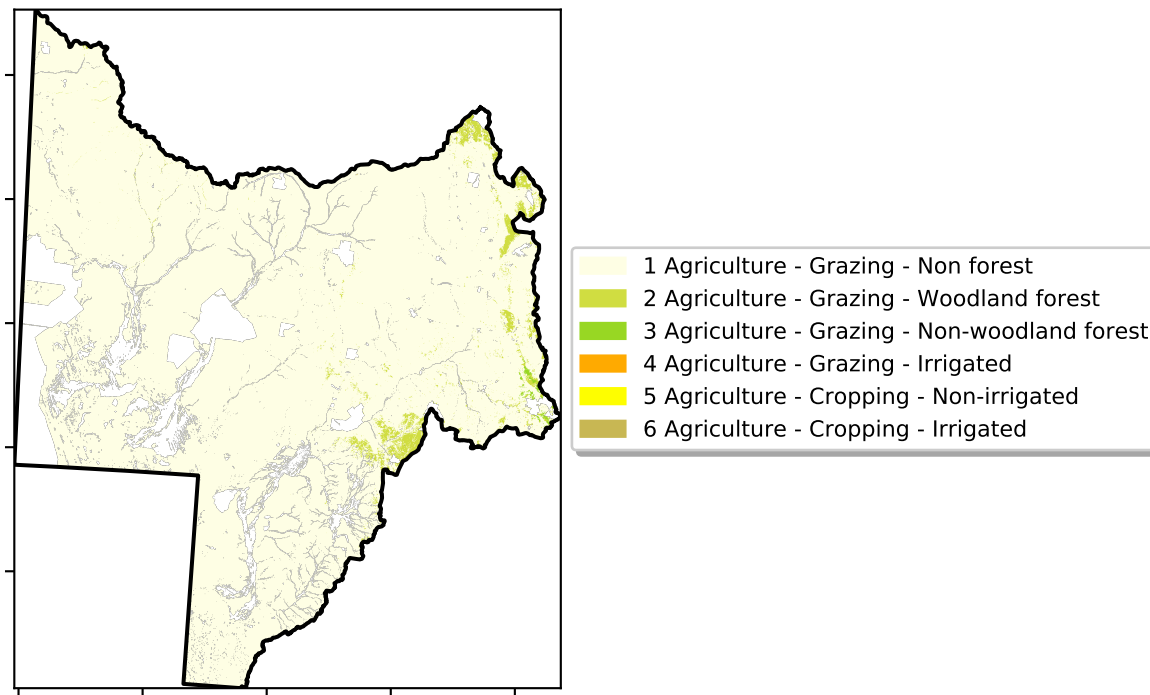 1 Agriculture - Grazing - Non forest
2 Agriculture - Grazing - Woodland forest
3 Agriculture - Grazing - Non-woodland forest
4 Agriculture - Grazing - Irrigated
5 Agriculture - Cropping - Non-irrigated
6 Agriculture - Cropping - Irrigated